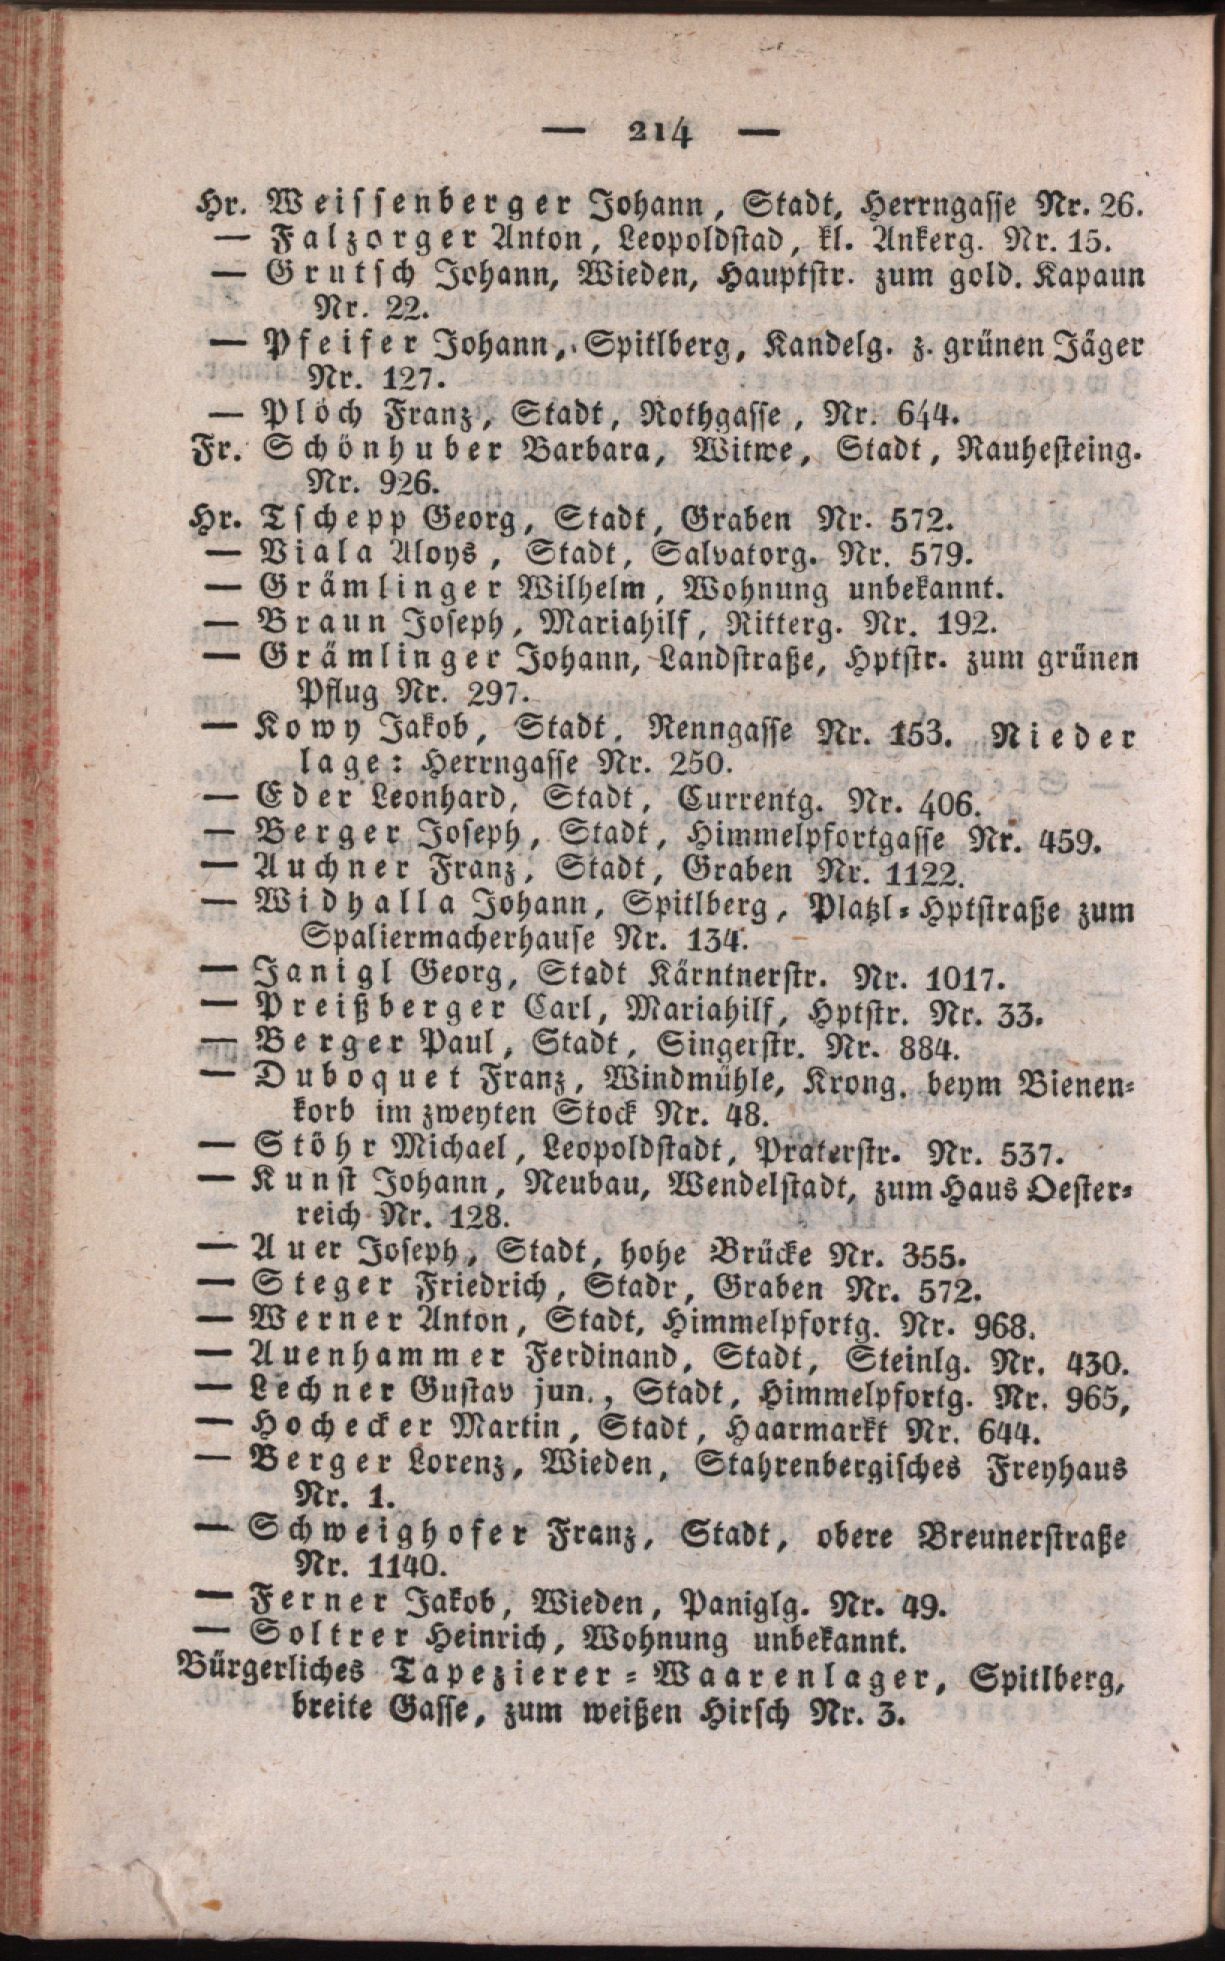 — 214 —
Hr. Weissenberger Johann, Stadt, Herrngasse Nr. 26.
— Falzorger Anton, Leopoldstad, kl. Ankerg. Nr. 15.
— Grutsch Johann, Wieden, Hauptstr. zum gold. Kapaun
Nr. 22.
— Pfeifer Johann, Spitlberg, Kandelg. z. grünen Jäger
Nr. 127.
— Plöch Franz, Stadt, Rothgasse, Nr. 644.
Fr. Schönhuber Barbara, Witwe, Stadt, Rauhesteing.
Nr. 926.
Hr. Tschepp Georg, Stadt, Graben Nr. 572.
— Viala Aloys, Stadt, Salvatorg. Nr. 579.
— Grämlinger Wilhelm, Wohnung unbekannt.
— Braun Joseph, Mariahilf, Ritterg. Nr. 192.
— Grämlinger Johann, Landstraße, Hptstr. zum grünen
Pflug Nr. 297.
— Kowy Jakob, Stadt, Renngasse Nr. 153. Nieder
lage: Herrngasse Nr. 250.
— Eder Leonhard, Stadt, Currentg. Nr. 406.
— Berger Joseph, Stadt, Himmelpfortgasse Nr. 459.
— Auchner Franz, Stadt, Graben Nr. 1122.
— Widhalla Johann, Spitlberg, Platzl-Hptstraße zum
Spaliermacherhause Nr. 134.
— Janigl Georg, Stadt Kärntnerstr. Nr. 1017.
— Preißberger Carl, Mariahilf, Hptstr. Nr. 33.
— Berger Paul, Stadt, Singerstr. Nr. 884.
— Duboquet Franz, Windmühle, Krong. beym Bienen-
korb im zweyten Stock Nr. 48.
— Stöhr Michael, Leopoldstadt, Praterstr. Nr. 537.
— Kunst Johann, Neubau, Wendelstadt, zum Haus Oester-
reich Nr. 128.
— Auer Joseph, Stadt, hohe Brücke Nr. 355.
— Steger Friedrich, Stadr, Graben Nr. 572.
— Werner Anton, Stadt, Himmelpfortg. Nr. 968.
— Auenhammer Ferdinand, Stadt, Steinlg. Nr. 430.
— Lechner Gustav jun., Stadt, Himmelpfortg. Nr. 965,
— Hochecker Martin, Stadt, Haarmarkt Nr. 644.
— Berger Lorenz, Wieden, Stahrenbergisches Freyhaus
Nr. 1.
— Schweighofer Franz, Stadt, obere Breunerstraße
Nr. 1140.
— Ferner Jakob, Wieden, Paniglg. Nr. 49.
— Soltrer Heinrich, Wohnung unbekannt.
Bürgerliches Tapezierer-Waarenlager, Spitlberg,
breite Gasse, zum weißen Hirsch Nr. 3.